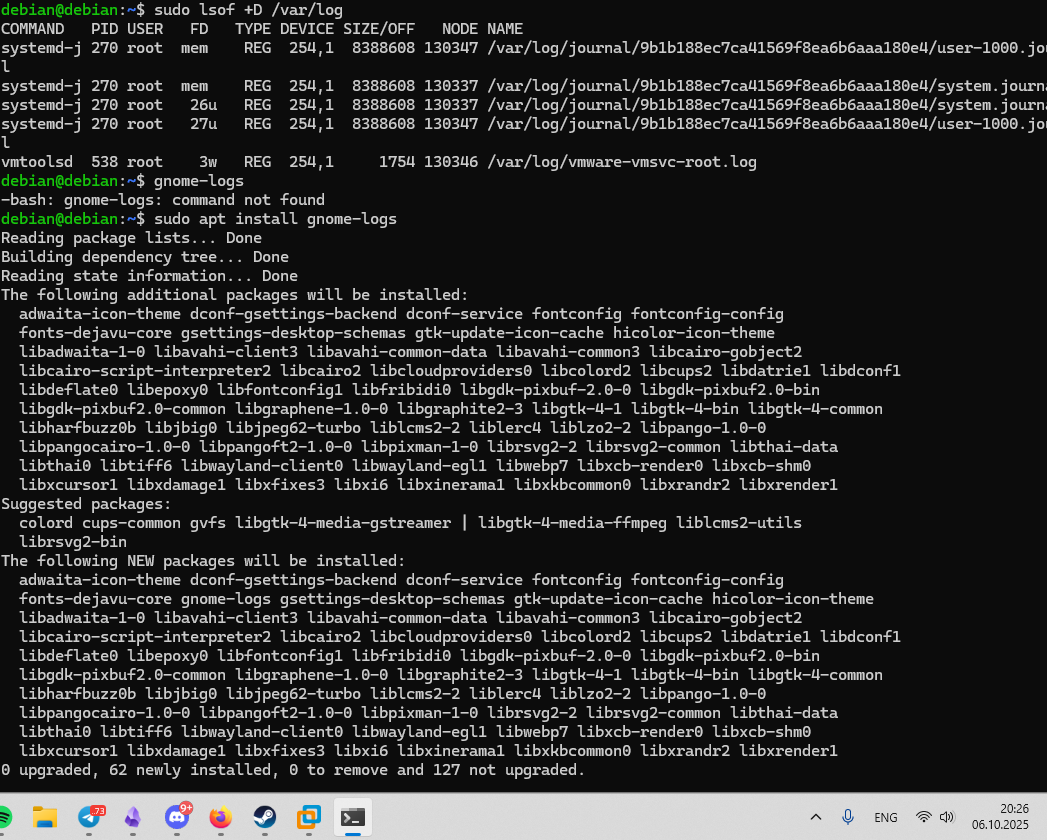 debian@debian:~$ sudo lsof +D /var/log
COMMAND   PID USER   FD   TYPE DEVICE SIZE/OFF   NODE NAME
systemd-j 270 root  mem    REG  254,1  8388608 130347 /var/log/journal/9b1b188ec7ca41569f8ea6b6aaa180e4/user-1000.jou
l
systemd-j 270 root  mem    REG  254,1  8388608 130337 /var/log/journal/9b1b188ec7ca41569f8ea6b6aaa180e4/system.journa
systemd-j 270 root   26u   REG  254,1  8388608 130337 /var/log/journal/9b1b188ec7ca41569f8ea6b6aaa180e4/system.journa
systemd-j 270 root   27u   REG  254,1  8388608 130347 /var/log/journal/9b1b188ec7ca41569f8ea6b6aaa180e4/user-1000.jou
l
vmtoolsd  538 root    3w   REG  254,1     1754 130346 /var/log/vmware-vmsvc-root.log
debian@debian:~$ gnome-logs
-bash: gnome-logs: command not found
debian@debian:~$ sudo apt install gnome-logs
Reading package lists... Done
Building dependency tree... Done
Reading state information... Done
The following additional packages will be installed:
  adwaita-icon-theme dconf-gsettings-backend dconf-service fontconfig fontconfig-config
  fonts-dejavu-core gsettings-desktop-schemas gtk-update-icon-cache hicolor-icon-theme
  libadwaita-1-0 libavahi-client3 libavahi-common-data libavahi-common3 libcairo-gobject2
  libcairo-script-interpreter2 libcairo2 libcloudproviders0 libcolord2 libcups2 libdatrie1 libdconf1
  libdeflate0 libepoxy0 libfontconfig1 libfribidi0 libgdk-pixbuf-2.0-0 libgdk-pixbuf2.0-bin
  libgdk-pixbuf2.0-common libgraphene-1.0-0 libgraphite2-3 libgtk-4-1 libgtk-4-bin libgtk-4-common
  libharfbuzz0b libjbig0 libjpeg62-turbo liblcms2-2 liblerc4 liblzo2-2 libpango-1.0-0
  libpangocairo-1.0-0 libpangoft2-1.0-0 libpixman-1-0 librsvg2-2 librsvg2-common libthai-data
  libthai0 libtiff6 libwayland-client0 libwayland-egl1 libwebp7 libxcb-render0 libxcb-shm0
  libxcursor1 libxdamage1 libxfixes3 libxi6 libxinerama1 libxkbcommon0 libxrandr2 libxrender1
Suggested packages:
  colord cups-common gvfs libgtk-4-media-gstreamer | libgtk-4-media-ffmpeg liblcms2-utils
  librsvg2-bin
The following NEW packages will be installed:
  adwaita-icon-theme dconf-gsettings-backend dconf-service fontconfig fontconfig-config
  fonts-dejavu-core gnome-logs gsettings-desktop-schemas gtk-update-icon-cache hicolor-icon-theme
  libadwaita-1-0 libavahi-client3 libavahi-common-data libavahi-common3 libcairo-gobject2
  libcairo-script-interpreter2 libcairo2 libcloudproviders0 libcolord2 libcups2 libdatrie1 libdconf1
  libdeflate0 libepoxy0 libfontconfig1 libfribidi0 libgdk-pixbuf-2.0-0 libgdk-pixbuf2.0-bin
  libgdk-pixbuf2.0-common libgraphene-1.0-0 libgraphite2-3 libgtk-4-1 libgtk-4-bin libgtk-4-common
  libharfbuzz0b libjbig0 libjpeg62-turbo liblcms2-2 liblerc4 liblzo2-2 libpango-1.0-0
  libpangocairo-1.0-0 libpangoft2-1.0-0 libpixman-1-0 librsvg2-2 librsvg2-common libthai-data
  libthai0 libtiff6 libwayland-client0 libwayland-egl1 libwebp7 libxcb-render0 libxcb-shm0
  libxcursor1 libxdamage1 libxfixes3 libxi6 libxinerama1 libxkbcommon0 libxrandr2 libxrender1
0 upgraded, 62 newly installed, 0 to remove and 127 not upgraded.
..73
9+
ENG
20:26
06.10.2025